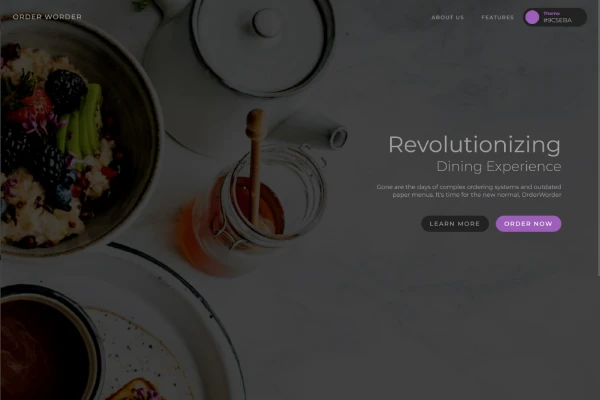 ORDER WORDER
ABOUT US
FEATURES
Theme
#9C5EBA
Revolutionizing
Dining Experience
Gone are the days of complex ordering systems and outdated
paper menus. It's time for the new normal, OrderWorder
LEARN MORE
ORDER NOW